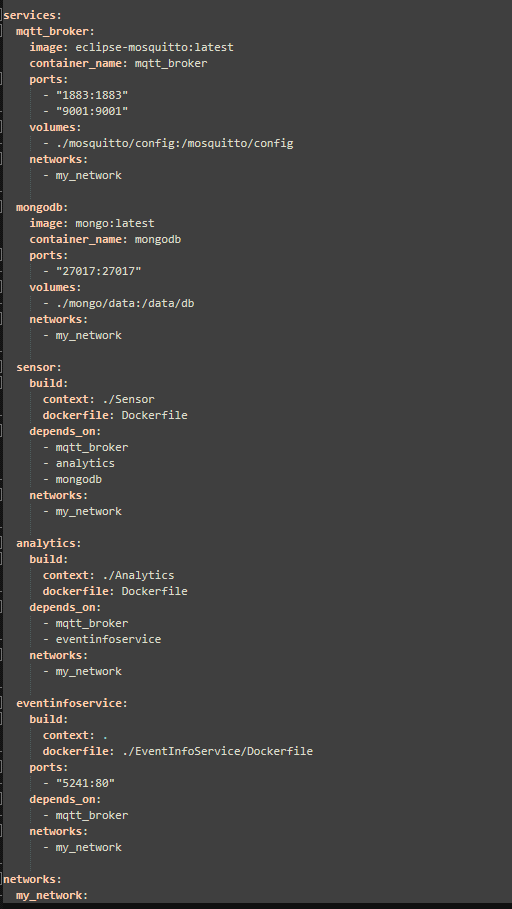 services:
  mqtt_broker:
    image: eclipse-mosquitto:latest
    container_name: mqtt_broker
    ports:
      - "1883:1883"
      - "9001:9001"
    volumes:
      - ./mosquitto/config:/mosquitto/config
    networks:
      - my_network

  mongodb:
    image: mongo:latest
    container_name: mongodb
    ports:
      - "27017:27017"
    volumes:
      - ./mongo/data:/data/db
    networks:
      - my_network

  sensor:
    build:
      context: ./Sensor
      dockerfile: Dockerfile
    depends_on:
      - mqtt_broker
      - analytics
      - mongodb
    networks:
      - my_network

  analytics:
    build:
      context: ./Analytics
      dockerfile: Dockerfile
    depends_on:
      - mqtt_broker
      - eventinfoservice
    networks:
      - my_network

  eventinfoservice:
    build:
      context: .
      dockerfile: ./EventInfoService/Dockerfile
    ports:
      - "5241:80"
    depends_on:
      - mqtt_broker
    networks:
      - my_network

networks:
  my_network: